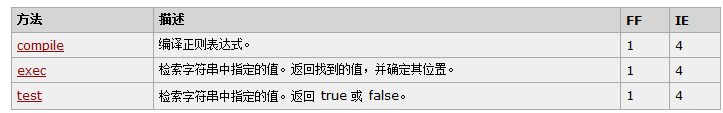 方法 描述 FF IE
compile 编译正则表达式。 1 4
exec 检索字符串中指定的值。返回找到的值，并确定其位置。 1 4
test 检索字符串中指定的值。返回 true 或 false。 1 4